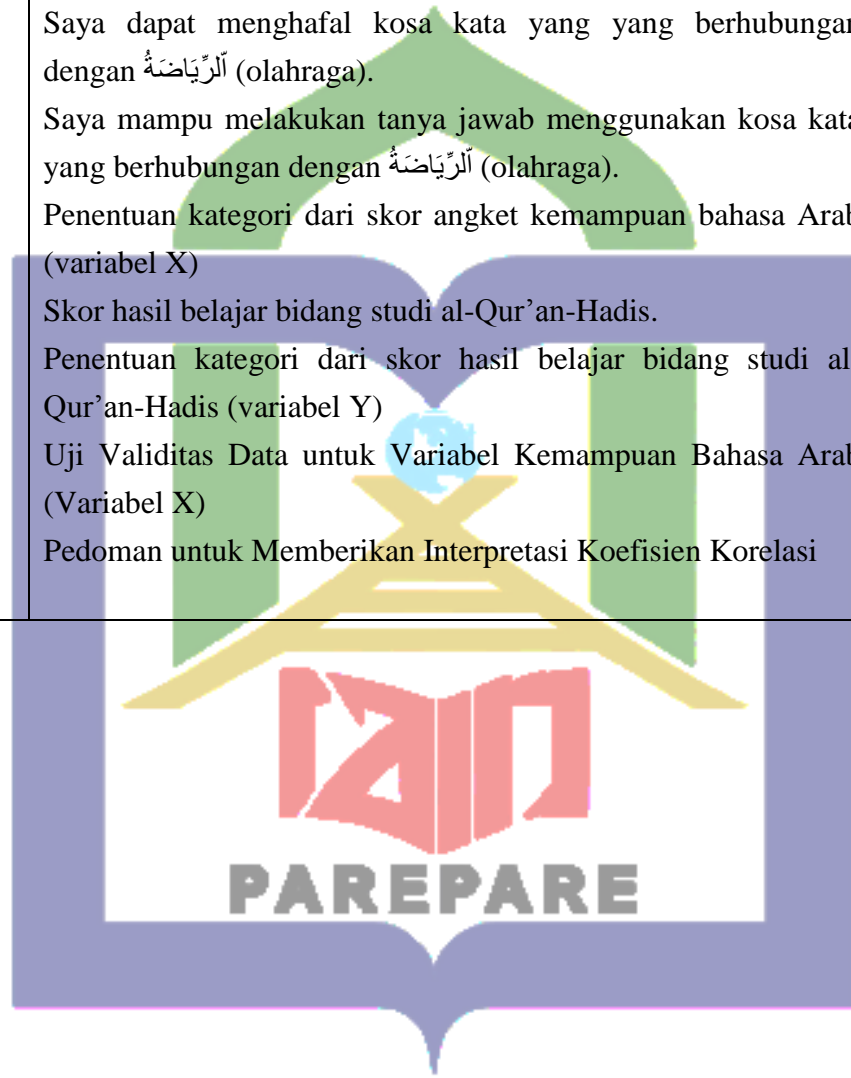 Saya dapat menghafal kosa kata yang yang berhubungan
dengan اَلرِّيَاضَةُ (olahraga).
Saya mampu melakukan tanya jawab menggunakan kosa kata
yang berhubungan dengan اَلرِّيَاضَةُ (olahraga).
Penentuan kategori dari skor angket kemampuan bahasa Arab
(variabel X)
Skor hasil belajar bidang studi al-Qur’an-Hadis.
Penentuan kategori dari skor hasil belajar bidang studi al-
Qur’an-Hadis (variabel Y)
Uji Validitas Data untuk Variabel Kemampuan Bahasa Arab
(Variabel X)
Pedoman untuk Memberikan Interpretasi Koefisien Korelasi
iain
PAREPARE